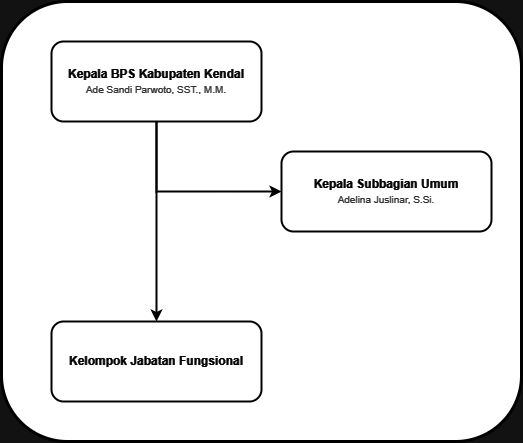 Kepala BPS Kabupaten Kendal
Ade Sandi Parwoto, SST., M.M.
Kepala Subbagian Umum
Adelina Juslinar, S.Si.
Kelompok Jabatan Fungsional